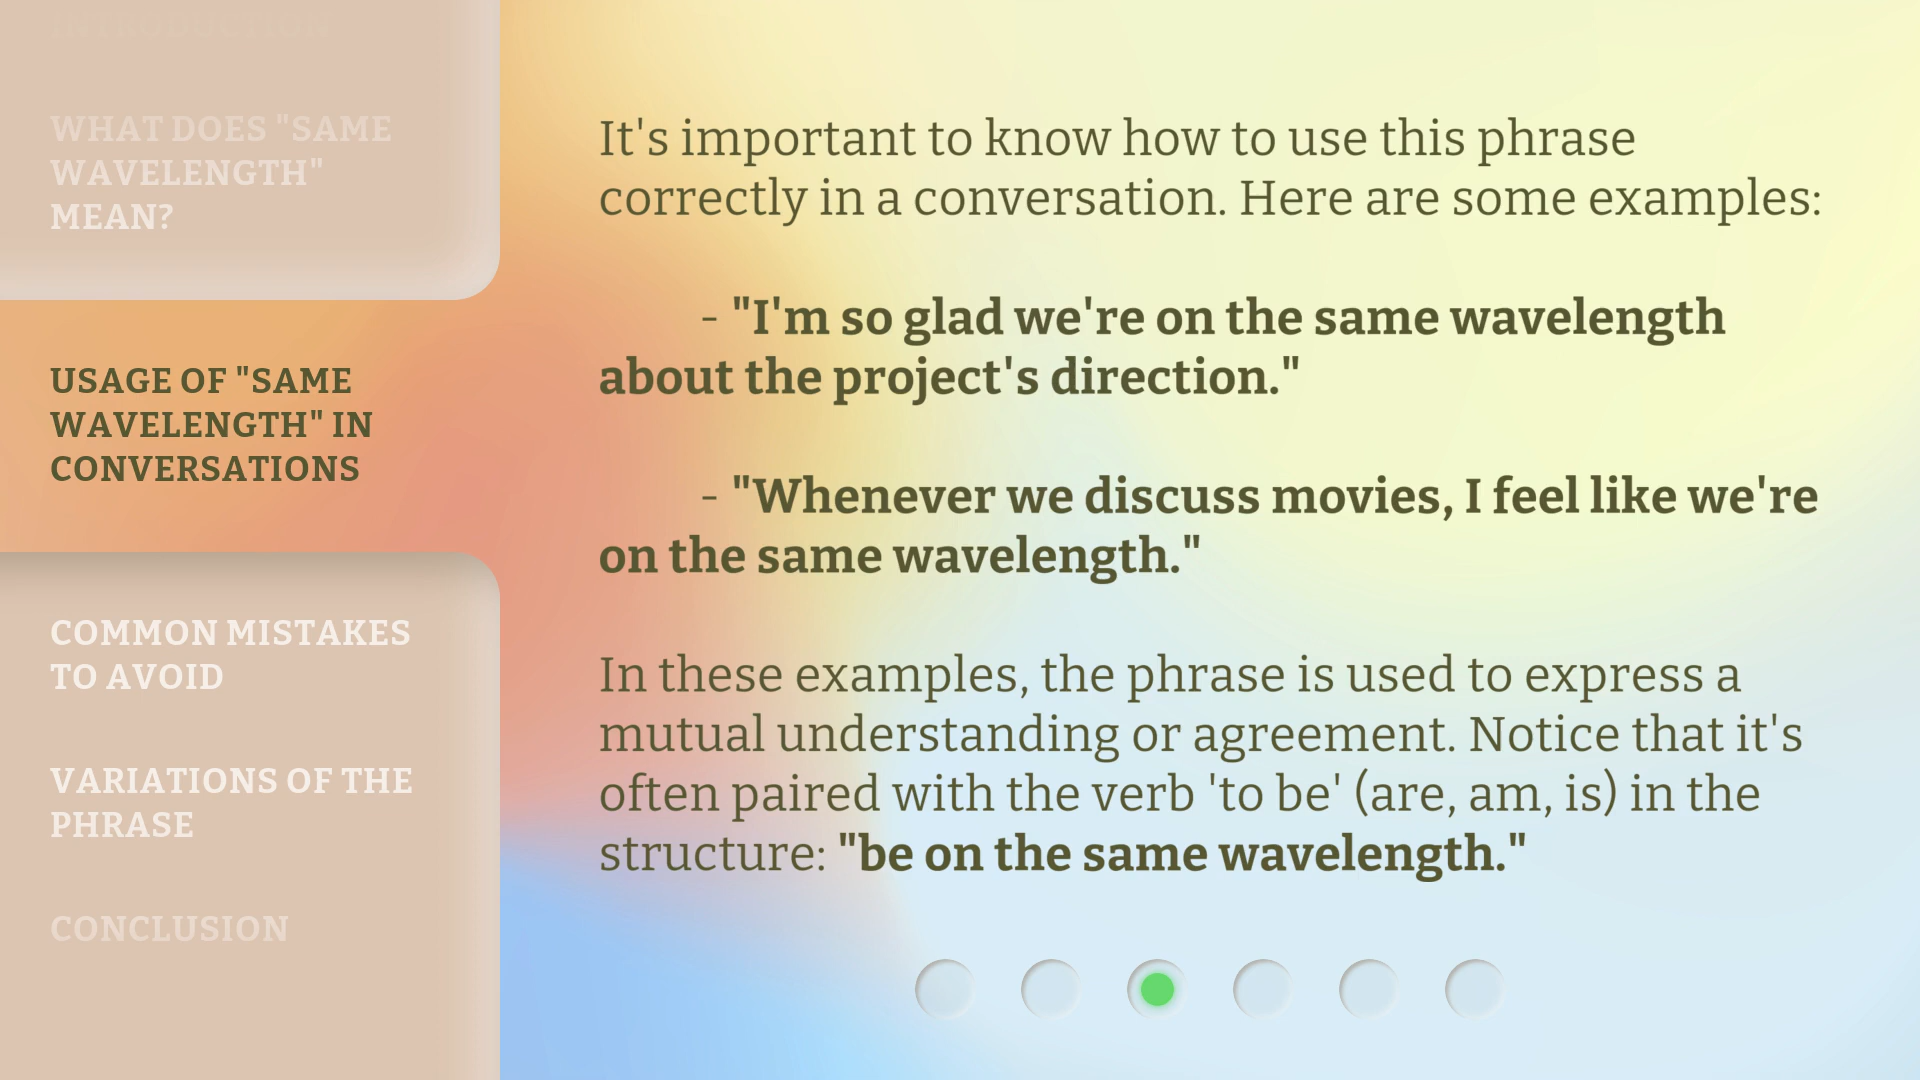 INTRODUCTION
WHAT DOES "SAME
WAVELENGTH"
MEAN?
USAGE OF "SAME
WAVELENGTH" IN
CONVERSATIONS
COMMON MISTAKES
TO AVOID
VARIATIONS OF THE
PHRASE
CONCLUSION
It's important to know how to use this phrase
correctly in a conversation. Here are some examples:
- "I'm so glad we're on the same wavelength
about the project's direction."
- "Whenever we discuss movies, I feel like we're
on the same wavelength."
In these examples, the phrase is used to express a
mutual understanding or agreement. Notice that it's
often paired with the verb 'to be' (are, am, is) in the
structure: "be on the same wavelength."